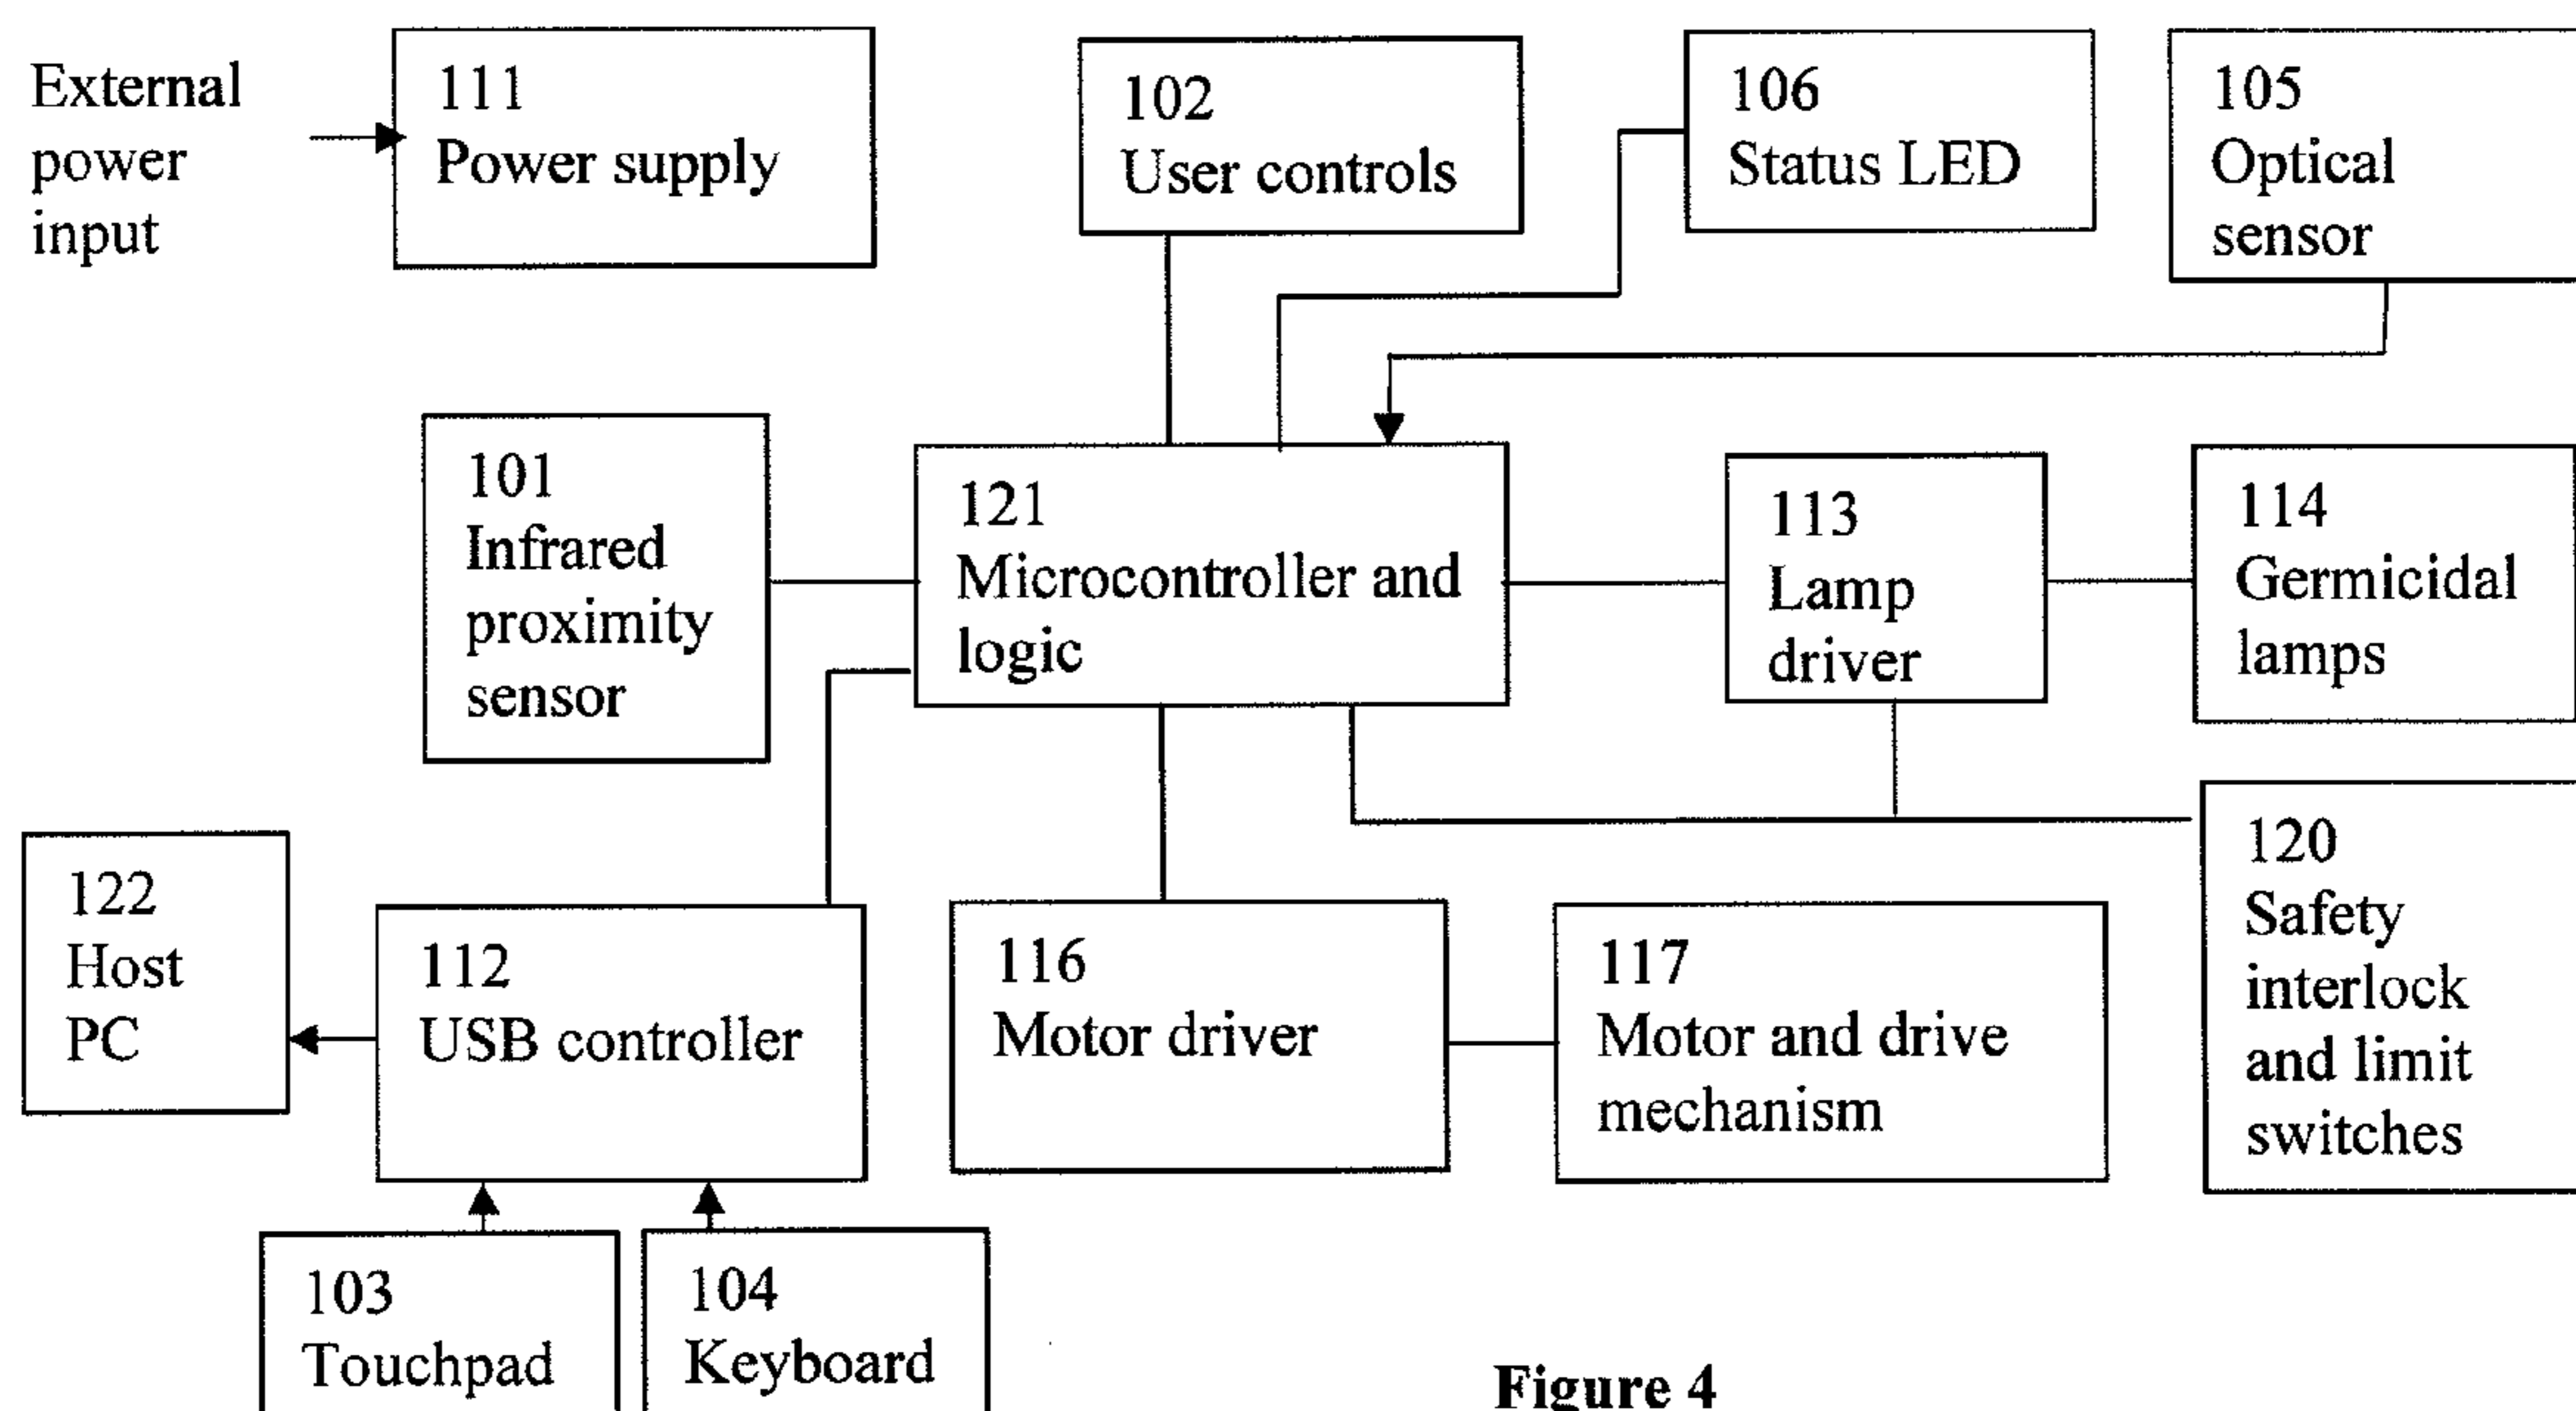 External
power
input
111
Power supply
102
User controls
106
Status LED
105
Optical
sensor
101
Infrared
proximity
sensor
121
Microcontroller and
logic
113
Lamp
driver
114
Germicidal
lamps
122
Host
PC
112
USB controller
116
Motor driver
117
Motor and drive
mechanism
120
Safety
interlock
and limit
switches
103
Touchpad
104
Keyboard
Figure 4